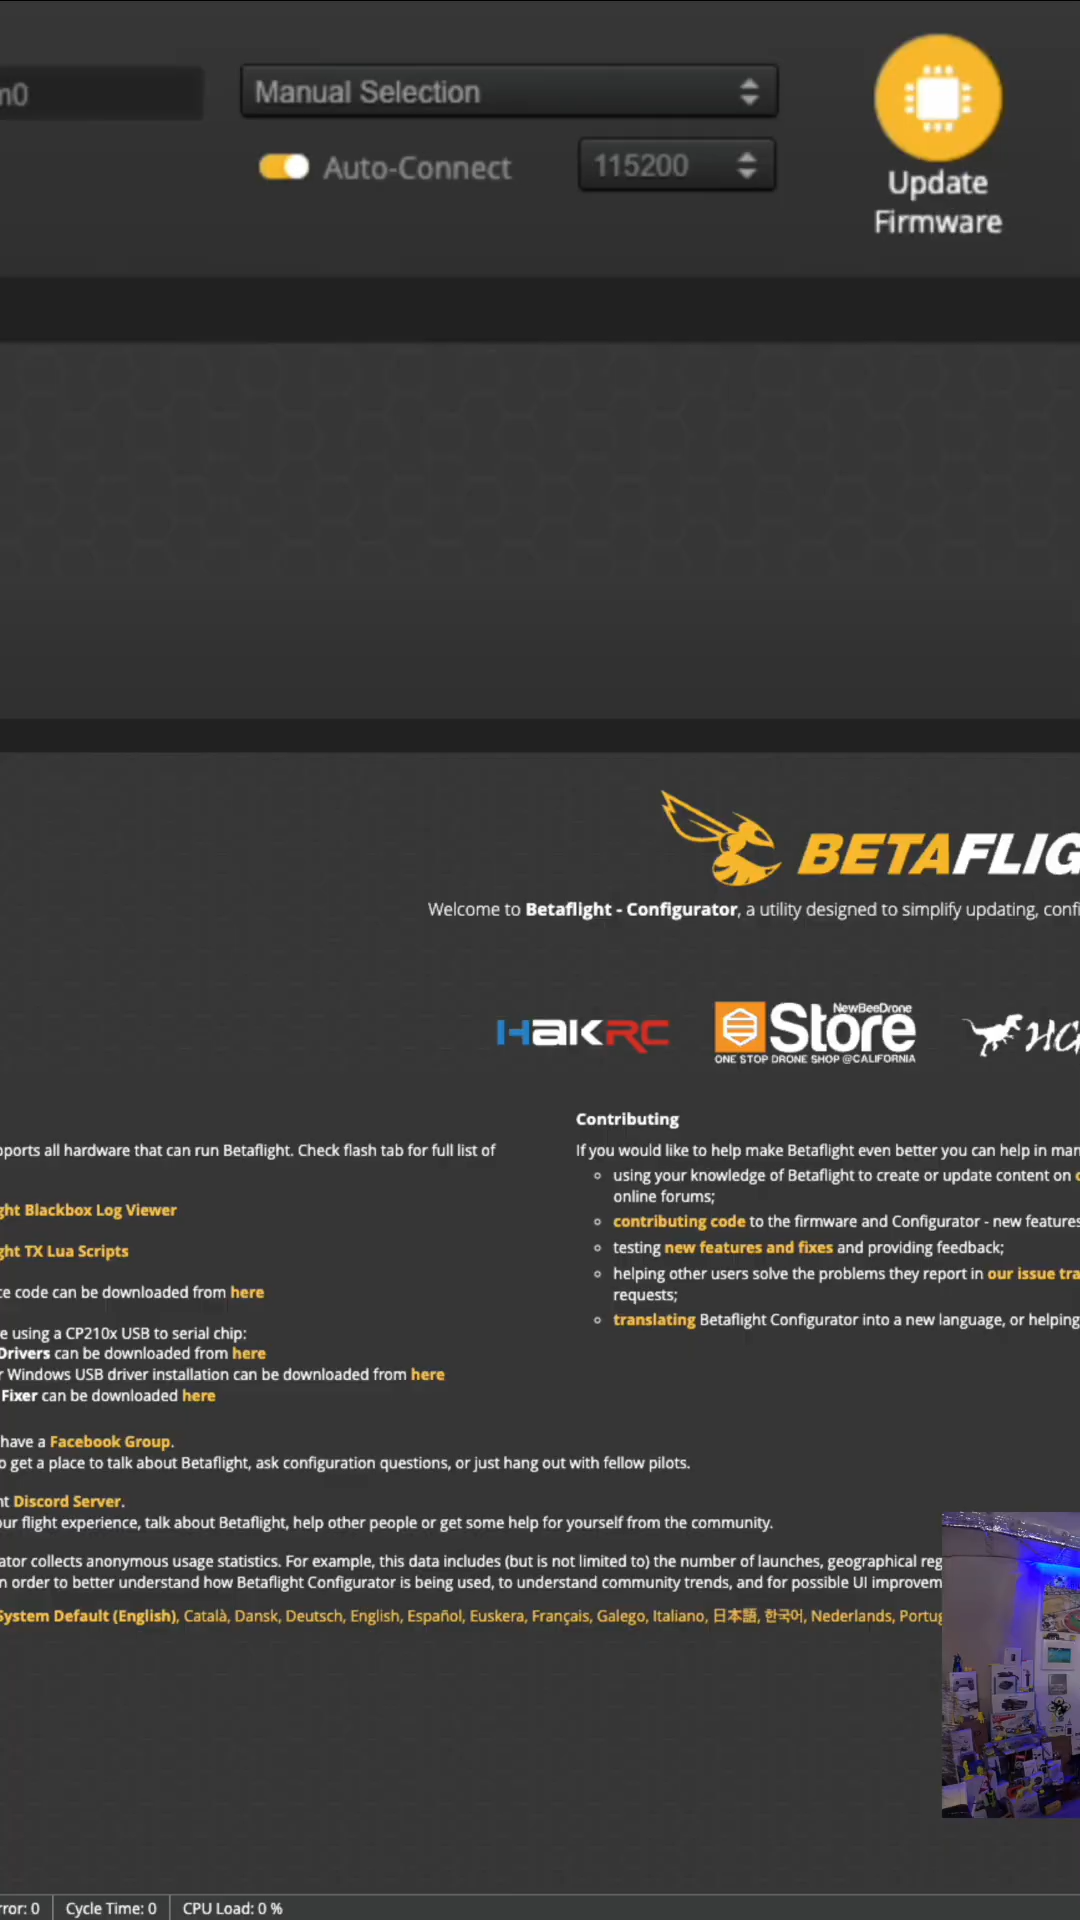 m0
Manual Selection
Auto-Connect
115200
Update
Firmware
BETAFLIG
Welcome to Betaflight - Configurator, a utility designed to simplify updating, confi
HAKRC
NewBeeDrone
Store
ONE STOP DRONE SHOP @CALIFORNIA
Contributing
ports all hardware that can run Betaflight. Check flash tab for full list of
ght Blackbox Log Viewer
ght TX Lua Scripts
ce code can be downloaded from here
e using a CP210x USB to serial chip:
Drivers can be downloaded from here
r Windows USB driver installation can be downloaded from here
Fixer can be downloaded here
have a Facebook Group.
o get a place to talk about Betaflight, ask configuration questions, or just hang out with fellow pilots.
nt Discord Server.
our flight experience, talk about Betaflight, help other people or get some help for yourself from the community.
If you would like to help make Betaflight even better you can help in man
using your knowledge of Betaflight to create or update content on
online forums;
contributing code to the firmware and Configurator - new features
testing new features and fixes and providing feedback;
helping other users solve the problems they report in our issue tra
requests;
translating Betaflight Configurator into a new language, or helping
ator collects anonymous usage statistics. For example, this data includes (but is not limited to) the number of launches, geographical reg
n order to better understand how Betaflight Configurator is being used, to understand community trends, and for possible UI improvem
System Default (English), Català, Dansk, Deutsch, English, Español, Euskera, Français, Galego, Italiano, 日本語, 한국어, Nederlands, Portug
rror: 0
Cycle Time: 0
CPU Load: 0 %